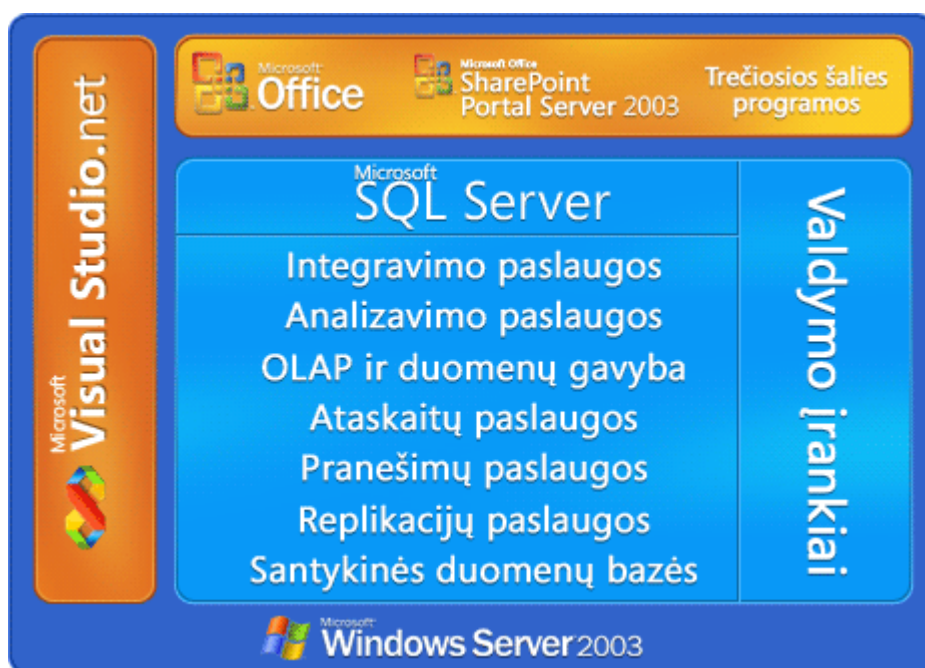 Microsoft
Visual Studio.net
Microsoft
Office
Microsoft Office
SharePoint
Portal Server 2003
Trečiosios šalies
programos
Microsoft
SQL Server
Integravimo paslaugos
Analizavimo paslaugos
OLAP ir duomenų gavyba
Ataskaitų paslaugos
Pranešimų paslaugos
Replikacijų paslaugos
Santykinės duomenų bazės
Valdymo įrankiai
Microsoft
Windows Server 2003